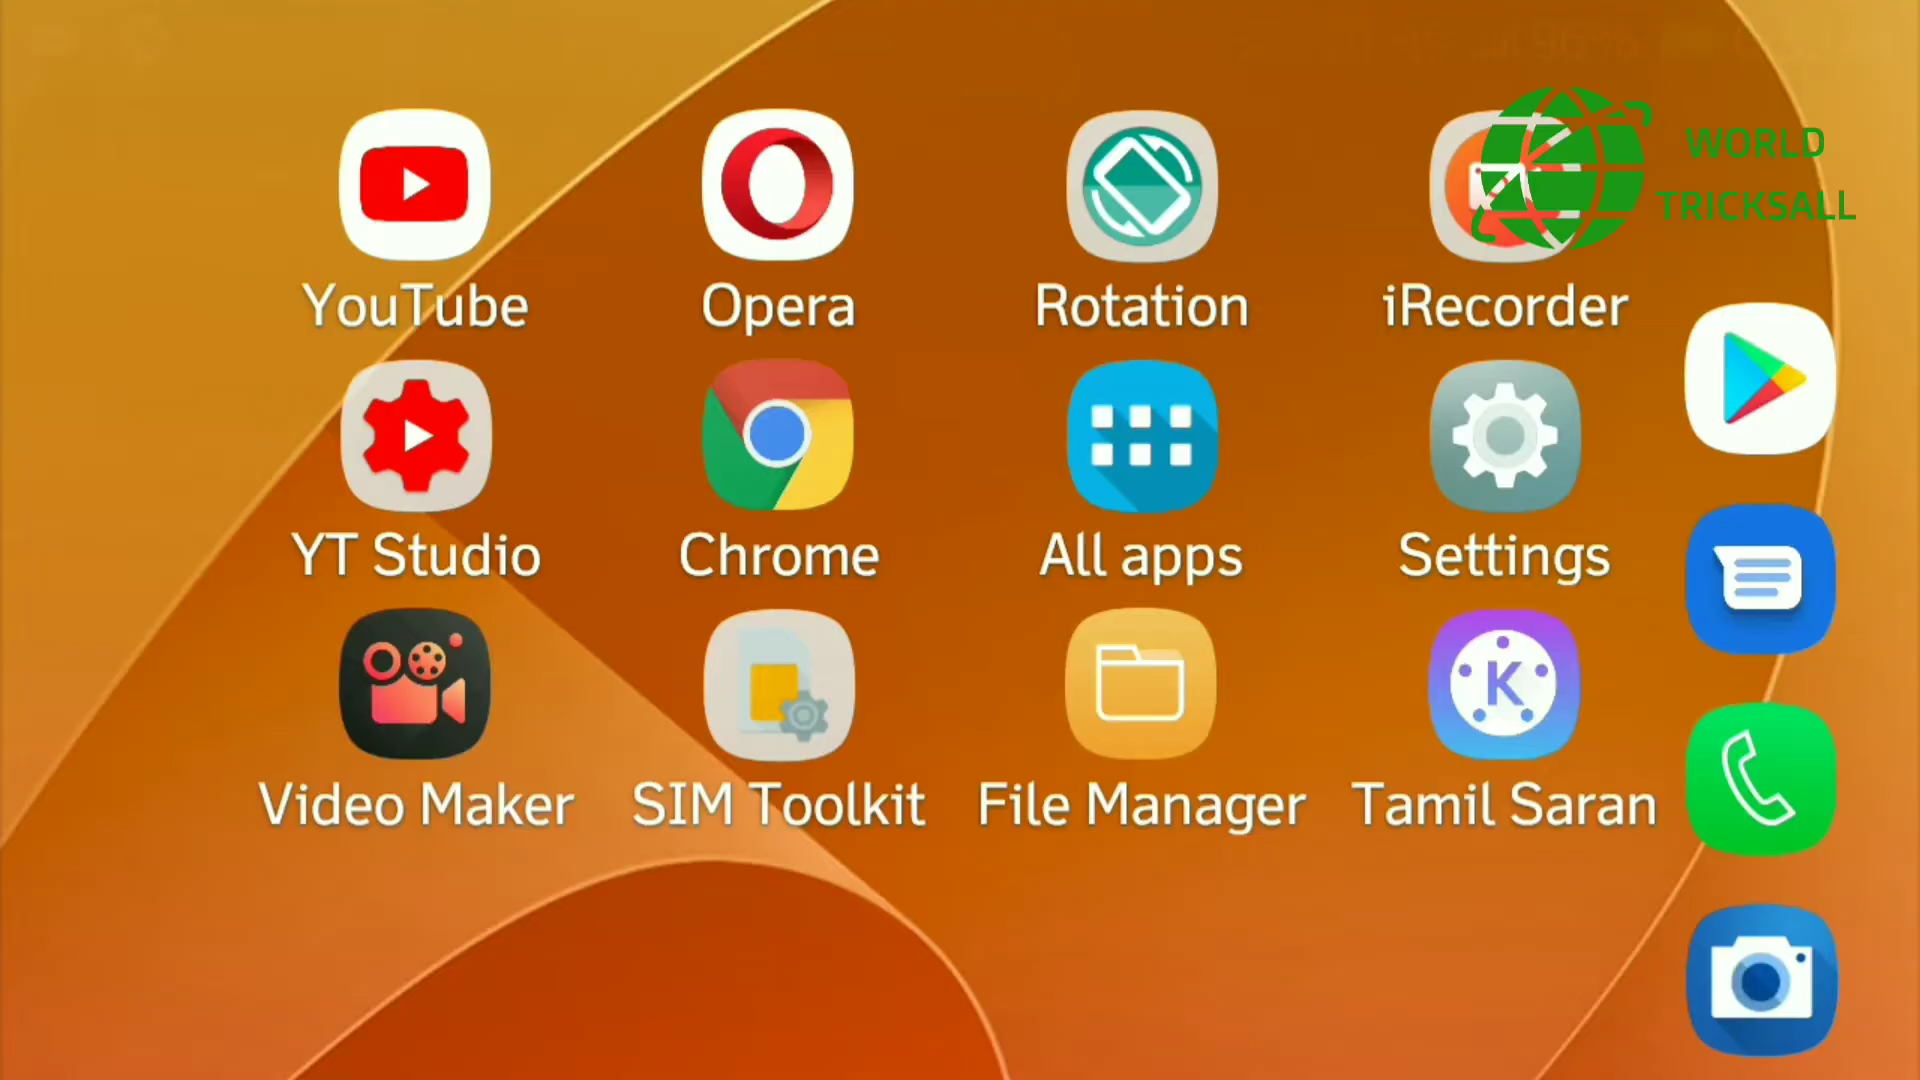 96%
WORLD
TRICKSALL
YouTube
Opera
Rotation
iRecorder
YT Studio
Chrome
All apps
Settings
Video Maker
SIM Toolkit
File Manager
K
Tamil Saran